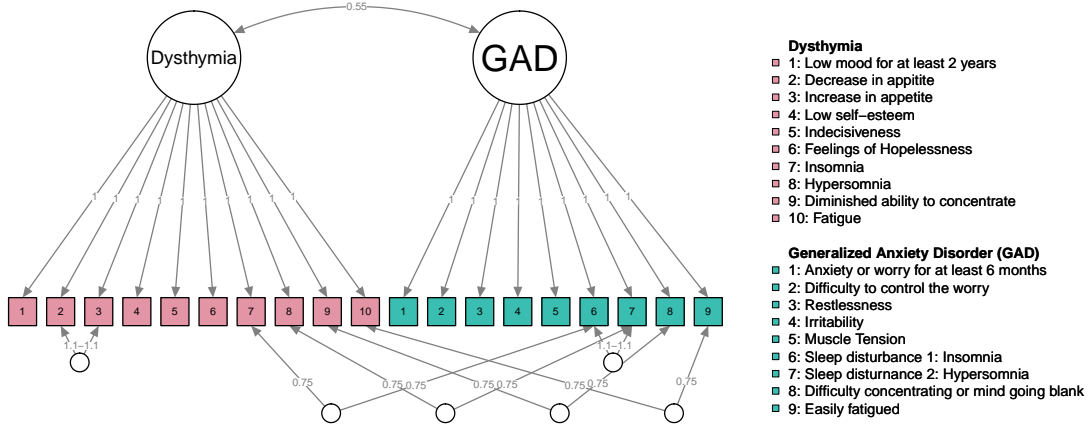 0.55
Dysthymia
GAD
1 1 1 1 1 1 1 1 1 1 1 1 1 1 1 1 1 1 1
1 2 3 4 5 6 7 8 9 10 1 2 3 4 5 6 7 8 9
1.1 −1.1 1.1 −1.1
0.75 0.75 0.75 0.75 0.75 0.75 0.75 0.75
Dysthymia
1: Low mood for at least 2 years
2: Decrease in appitite
3: Increase in appetite
4: Low self−esteem
5: Indecisiveness
6: Feelings of Hopelessness
7: Insomnia
8: Hypersomnia
9: Diminished ability to concentrate
10: Fatigue
Generalized Anxiety Disorder (GAD)
1: Anxiety or worry for at least 6 months
2: Difficulty to control the worry
3: Restlessness
4: Irritability
5: Muscle Tension
6: Sleep disturbance 1: Insomnia
7: Sleep disturnance 2: Hypersomnia
8: Difficulty concentrating or mind going blank
9: Easily fatigued